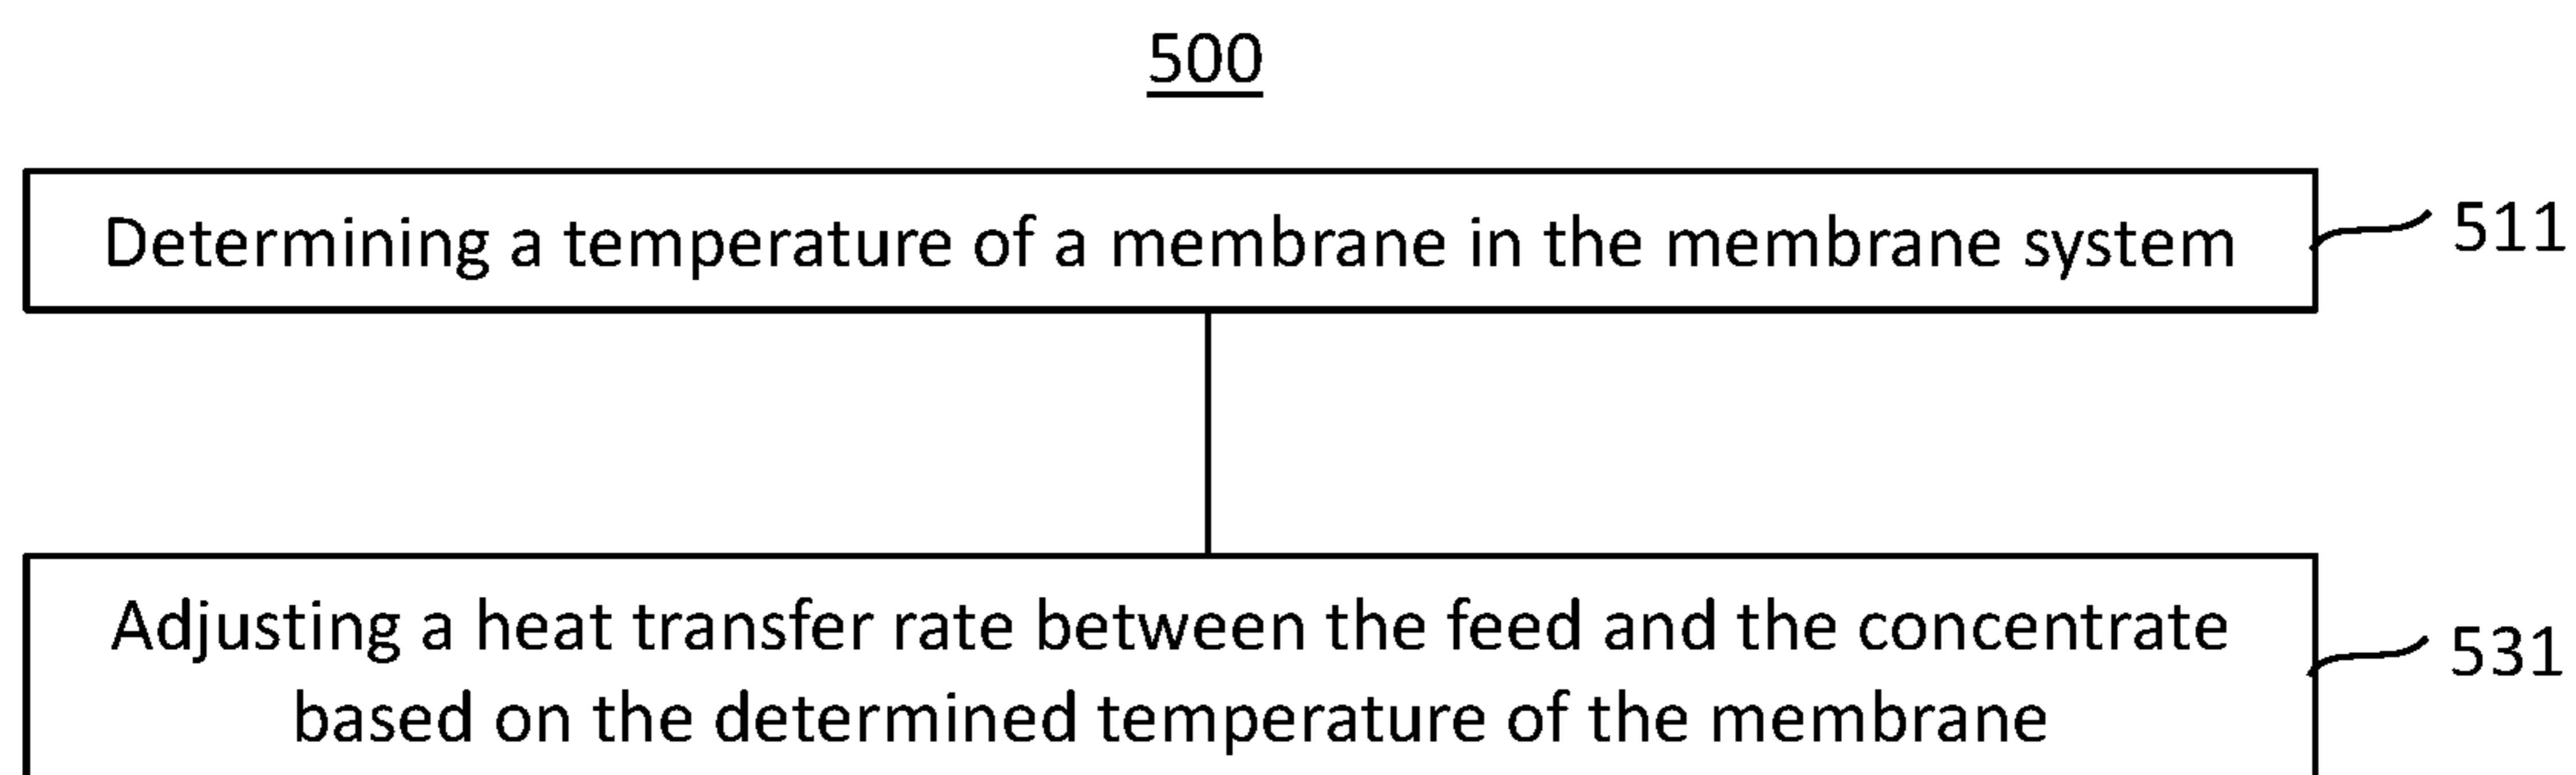 500
Determining a temperature of a membrane in the membrane system
511
Adjusting a heat transfer rate between the feed and the concentrate
based on the determined temperature of the membrane
531